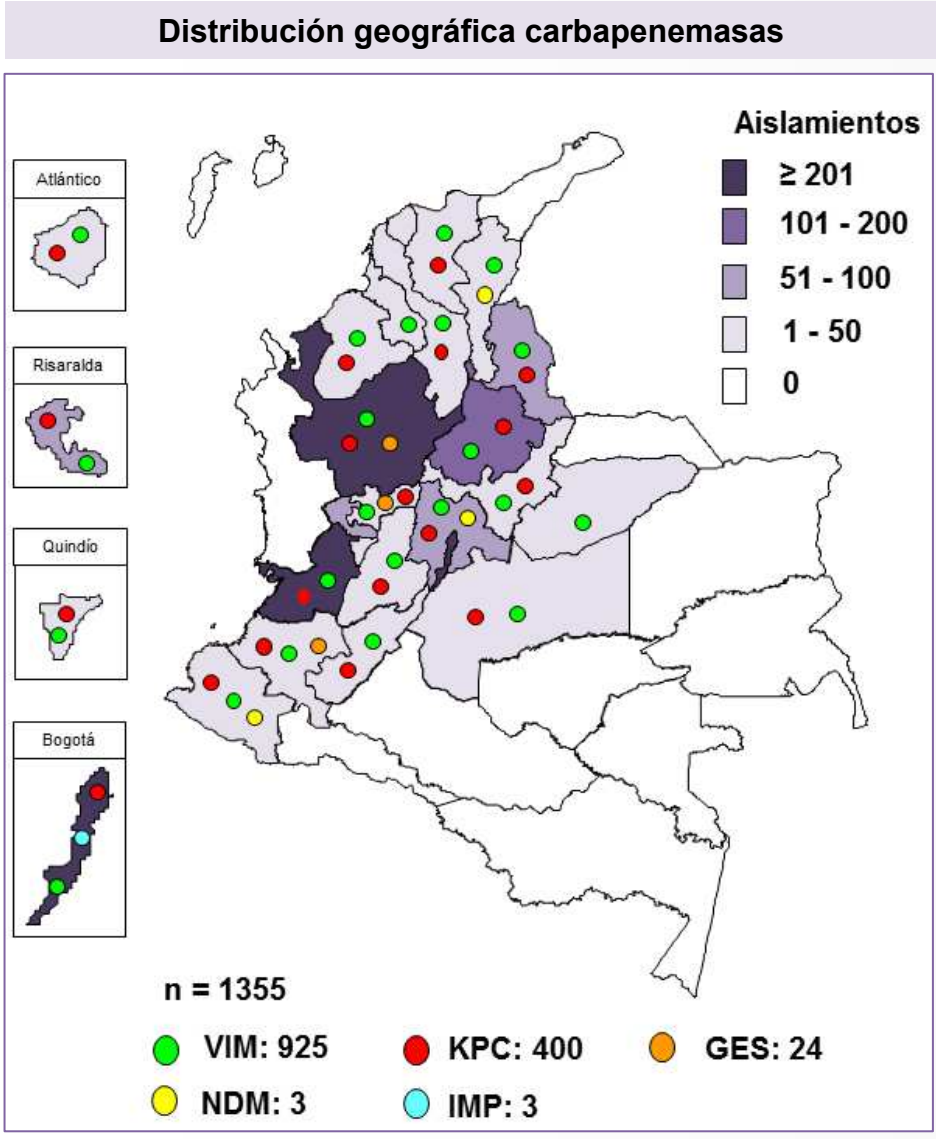 Distribución geográfica carbapenemasas
Aislamientos
≥ 201
101 - 200
51 - 100
1 - 50
0
Atlántico
Risaralda
Quindío
Bogotá
n = 1355
VIM: 925
KPC: 400
GES: 24
NDM: 3
IMP: 3